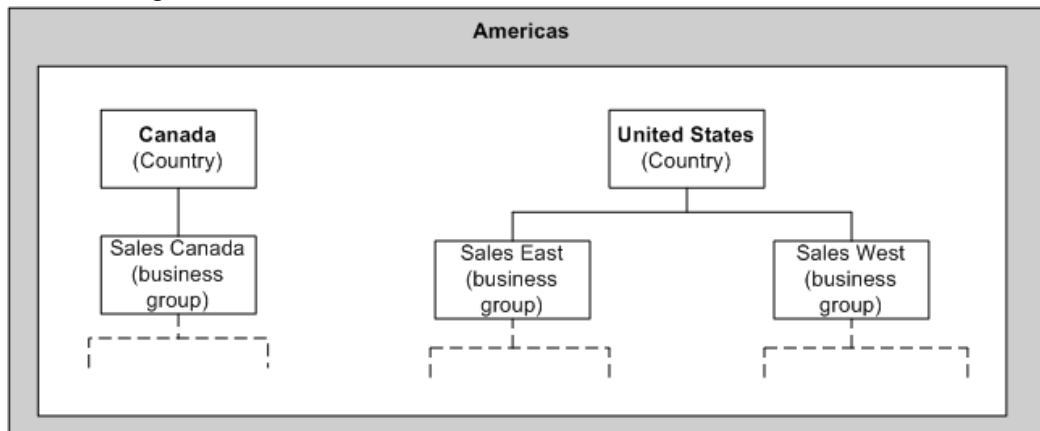 Americas
Canada
(Country)
United States
(Country)
Sales Canada
(business
group)
Sales East
(business
group)
Sales West
(business
group)